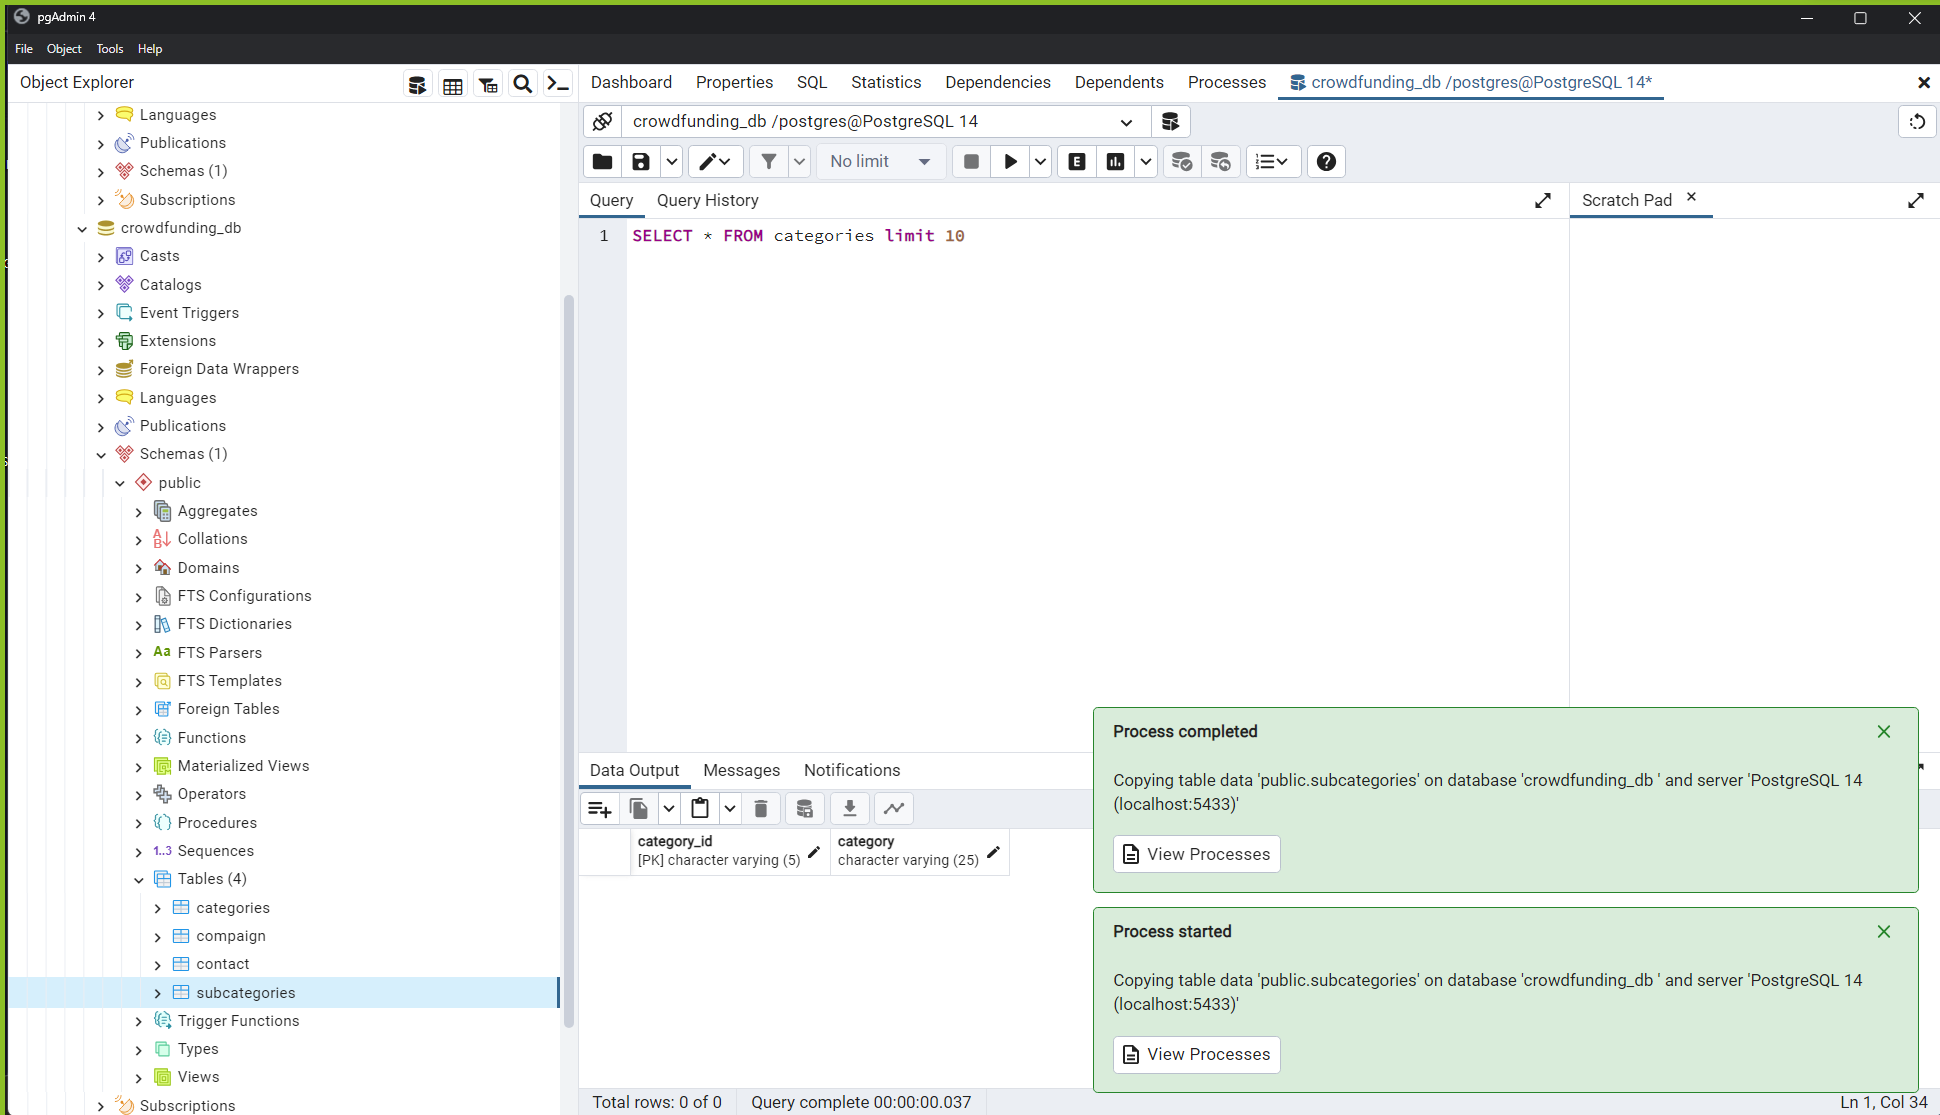 pgAdmin 4
File Object Tools Help
Object Explorer
Dashboard Properties SQL Statistics Dependencies Dependents Processes crowdfunding_db /postgres@PostgreSQL 14*
Languages
Publications
Schemas (1)
Subscriptions
crowdfunding_db
Casts
Catalogs
Event Triggers
Extensions
Foreign Data Wrappers
Languages
Publications
Schemas (1)
public
Aggregates
Collations
Domains
FTS Configurations
FTS Dictionaries
Aa FTS Parsers
FTS Templates
Foreign Tables
Functions
Materialized Views
Operators
Procedures
1..3 Sequences
Tables (4)
categories
compaign
contact
subcategories
Trigger Functions
Types
Views
Subscriptions
crowdfunding_db /postgres@PostgreSQL 14
No limit
E
Query Query History
Scratch Pad
1 SELECT * FROM categories limit 10
Data Output Messages Notifications
category_id
[PK] character varying (5)
category
character varying (25)
Process completed
Copying table data 'public.subcategories' on database 'crowdfunding_db ' and server 'PostgreSQL 14
(localhost:5433)'
View Processes
Process started
Copying table data 'public.subcategories' on database 'crowdfunding_db ' and server 'PostgreSQL 14
(localhost:5433)'
View Processes
Total rows: 0 of 0 Query complete 00:00:00.037
Ln 1, Col 34